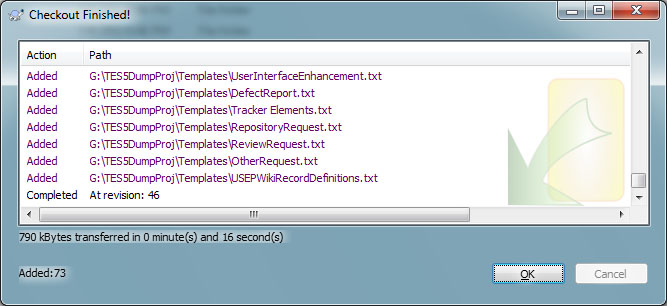 Checkout Finished!
Action Path
Added G:\TES5DumpProj\Templates\UserInterfaceEnhancement.txt
Added G:\TES5DumpProj\Templates\DefectReport.txt
Added G:\TES5DumpProj\Templates\Tracker Elements.txt
Added G:\TES5DumpProj\Templates\RepositoryRequest.txt
Added G:\TES5DumpProj\Templates\ReviewRequest.txt
Added G:\TES5DumpProj\Templates\OtherRequest.txt
Added G:\TES5DumpProj\Templates\USEPWikiRecordDefinitions.txt
Completed At revision: 46
790 kBytes transferred in 0 minute(s) and 16 second(s)
Added:73
OK Cancel